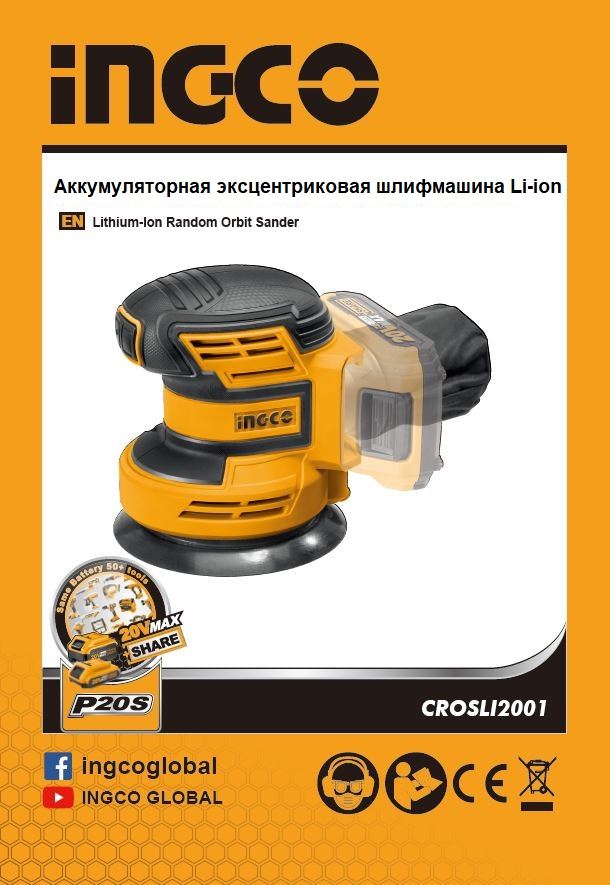 INGCO
Аккумуляторная эксцентриковая шлифмашина Li-ion
EN Lithium-Ion Random Orbit Sander
INGCO
Same Battery 50+ tools
20V MAX
SHARE
P20S
CROSLI2001
ingcoglobal
INGCO GLOBAL
CE